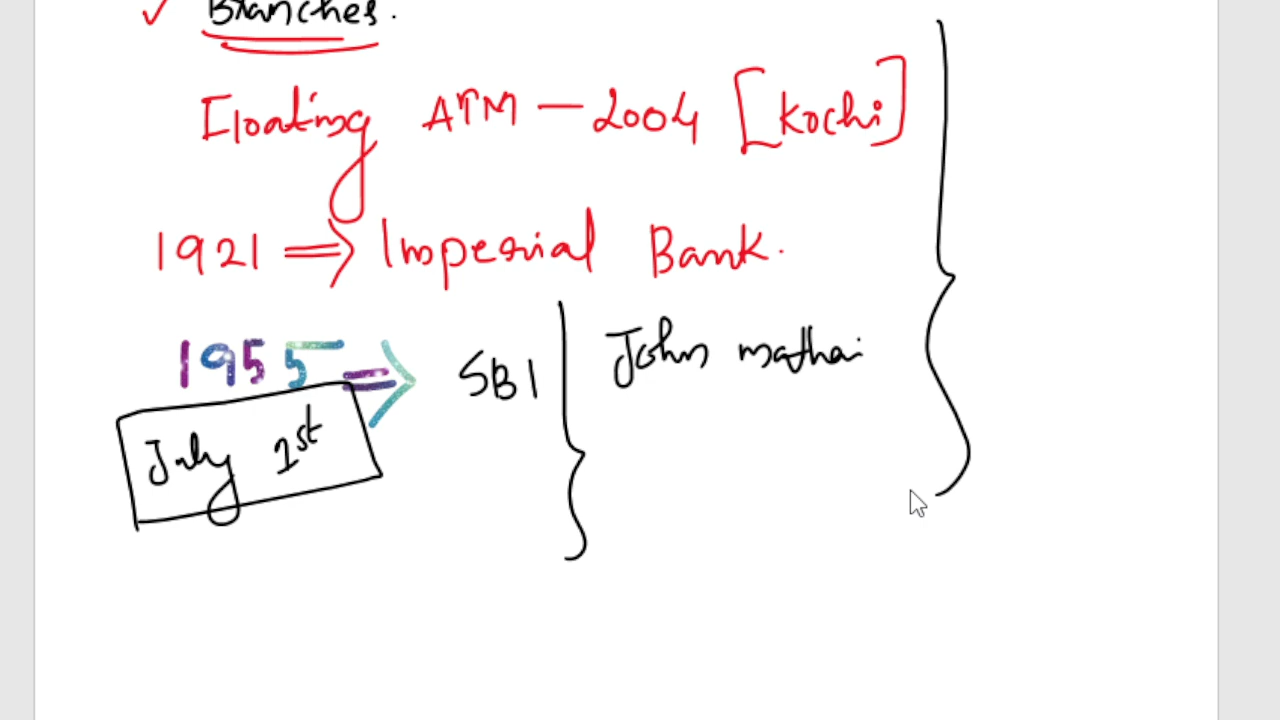 ✓ Branches.
Floating ATM – 2004 [Kochi]
1921 ⇒ Imperial Bank.
1955 ⇒ SBI } John mathai
July 1st